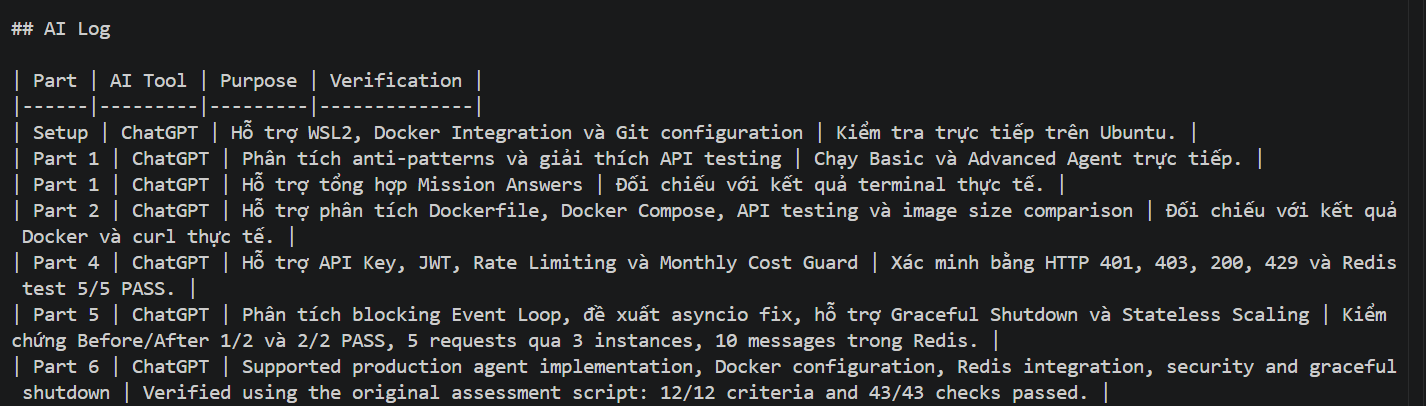 ## AI Log
| Part | AI Tool | Purpose | Verification |
|------|---------|---------|--------------|
| Setup | ChatGPT | Hỗ trợ WSL2, Docker Integration và Git configuration | Kiểm tra trực tiếp trên Ubuntu. |
| Part 1 | ChatGPT | Phân tích anti-patterns và giải thích API testing | Chạy Basic và Advanced Agent trực tiếp. |
| Part 1 | ChatGPT | Hỗ trợ tổng hợp Mission Answers | Đối chiếu với kết quả terminal thực tế. |
| Part 2 | ChatGPT | Hỗ trợ phân tích Dockerfile, Docker Compose, API testing và image size comparison | Đối chiếu với kết quả
Docker và curl thực tế. |
| Part 4 | ChatGPT | Hỗ trợ API Key, JWT, Rate Limiting và Monthly Cost Guard | Xác minh bằng HTTP 401, 403, 200, 429 và Redis
test 5/5 PASS. |
| Part 5 | ChatGPT | Phân tích blocking Event Loop, đề xuất asyncio fix, hỗ trợ Graceful Shutdown và Stateless Scaling | Kiểm
chứng Before/After 1/2 và 2/2 PASS, 5 requests qua 3 instances, 10 messages trong Redis. |
| Part 6 | ChatGPT | Supported production agent implementation, Docker configuration, Redis integration, security and graceful
shutdown | Verified using the original assessment script: 12/12 criteria and 43/43 checks passed. |